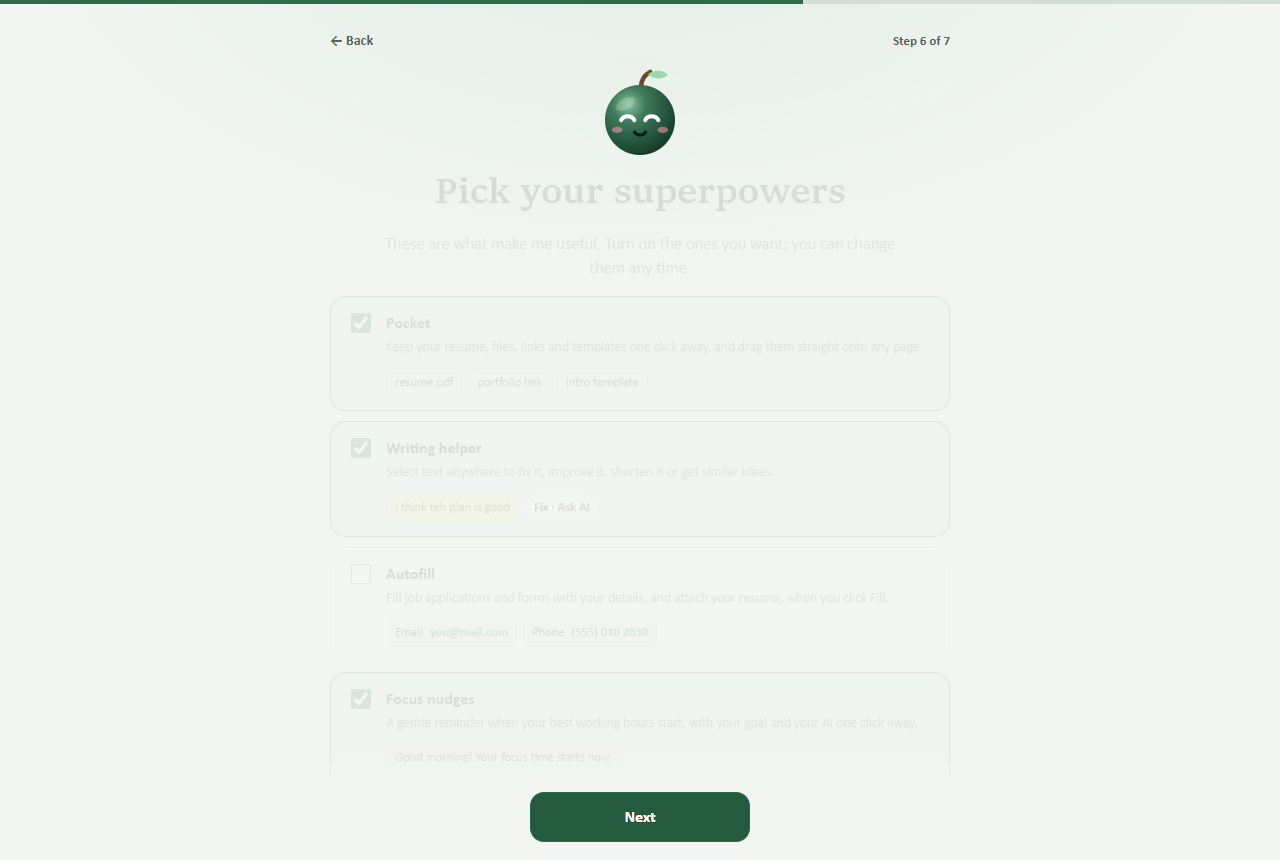 Back
Step 6 of 7
Pick your superpowers
These are what make me useful. Turn on the ones you want; you can change
them any time.
Pocket
Keep your resume, files, links and templates one click away, and drag them straight onto any page.
resume.pdf portfolio link intro template
Writing helper
Select text anywhere to fix it, improve it, shorten it or get similar ideas.
i think teh plan is good Fix · Ask AI
Autofill
Fill job applications and forms with your details, and attach your resume, when you click Fill.
Email you@mail.com Phone (555) 010 2030
Focus nudges
A gentle reminder when your best working hours start, with your goal and your AI one click away.
Good morning! Your focus time starts now.
Next